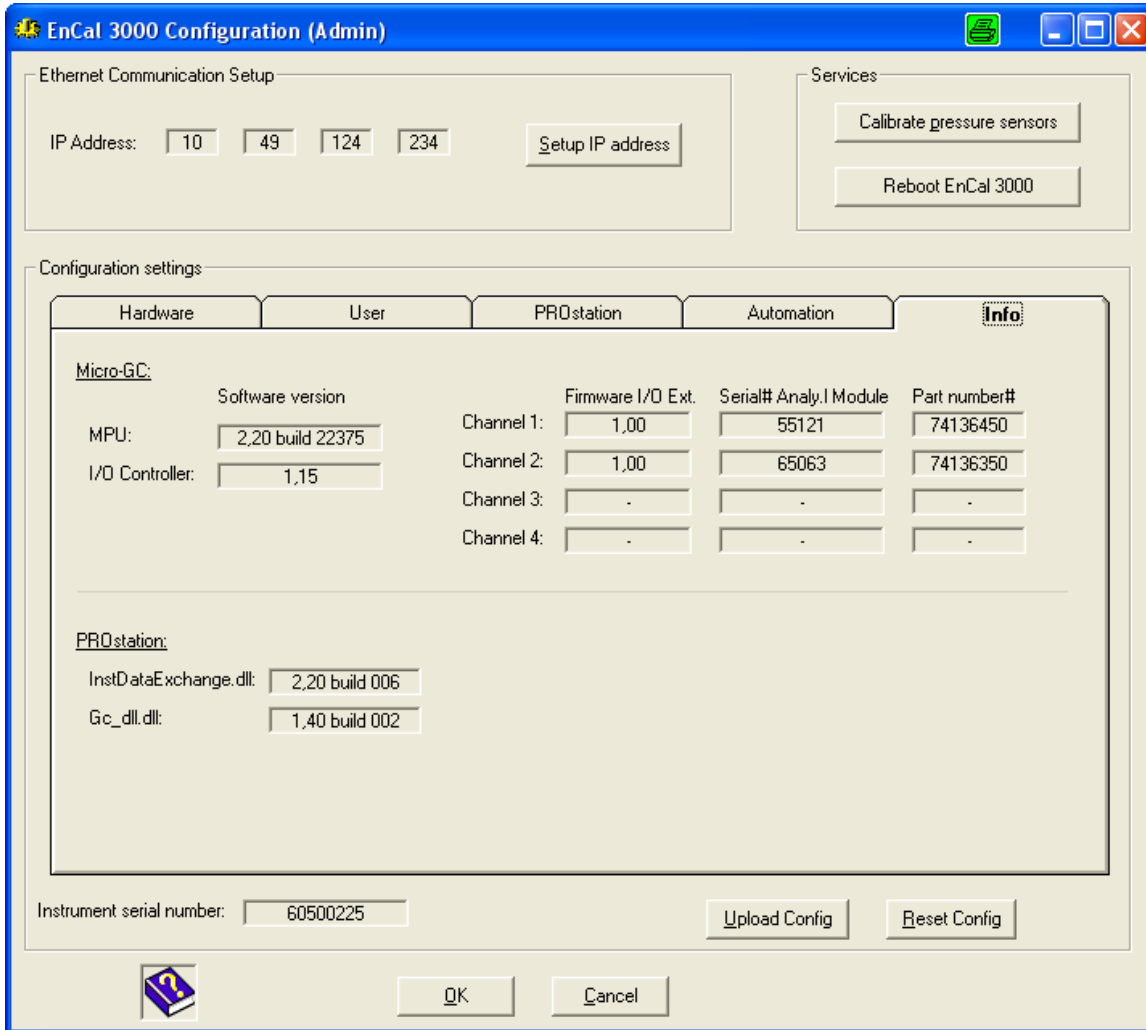 EnCal 3000 Configuration (Admin)
Ethernet Communication Setup
IP Address: 10 49 124 234
Setup IP address
Services
Calibrate pressure sensors
Reboot EnCal 3000
Configuration settings
Hardware User PROstation Automation Info
Micro-GC:
Software version
MPU: 2,20 build 22375
I/O Controller: 1,15
Firmware I/O Ext. Serial# Analy.l Module Part number#
Channel 1: 1,00 55121 74136450
Channel 2: 1,00 65063 74136350
Channel 3: - - -
Channel 4: - - -
PROstation:
InstDataExchange.dll: 2,20 build 006
Gc_dll.dll: 1,40 build 002
Instrument serial number: 60500225
Upload Config Reset Config
?
OK Cancel